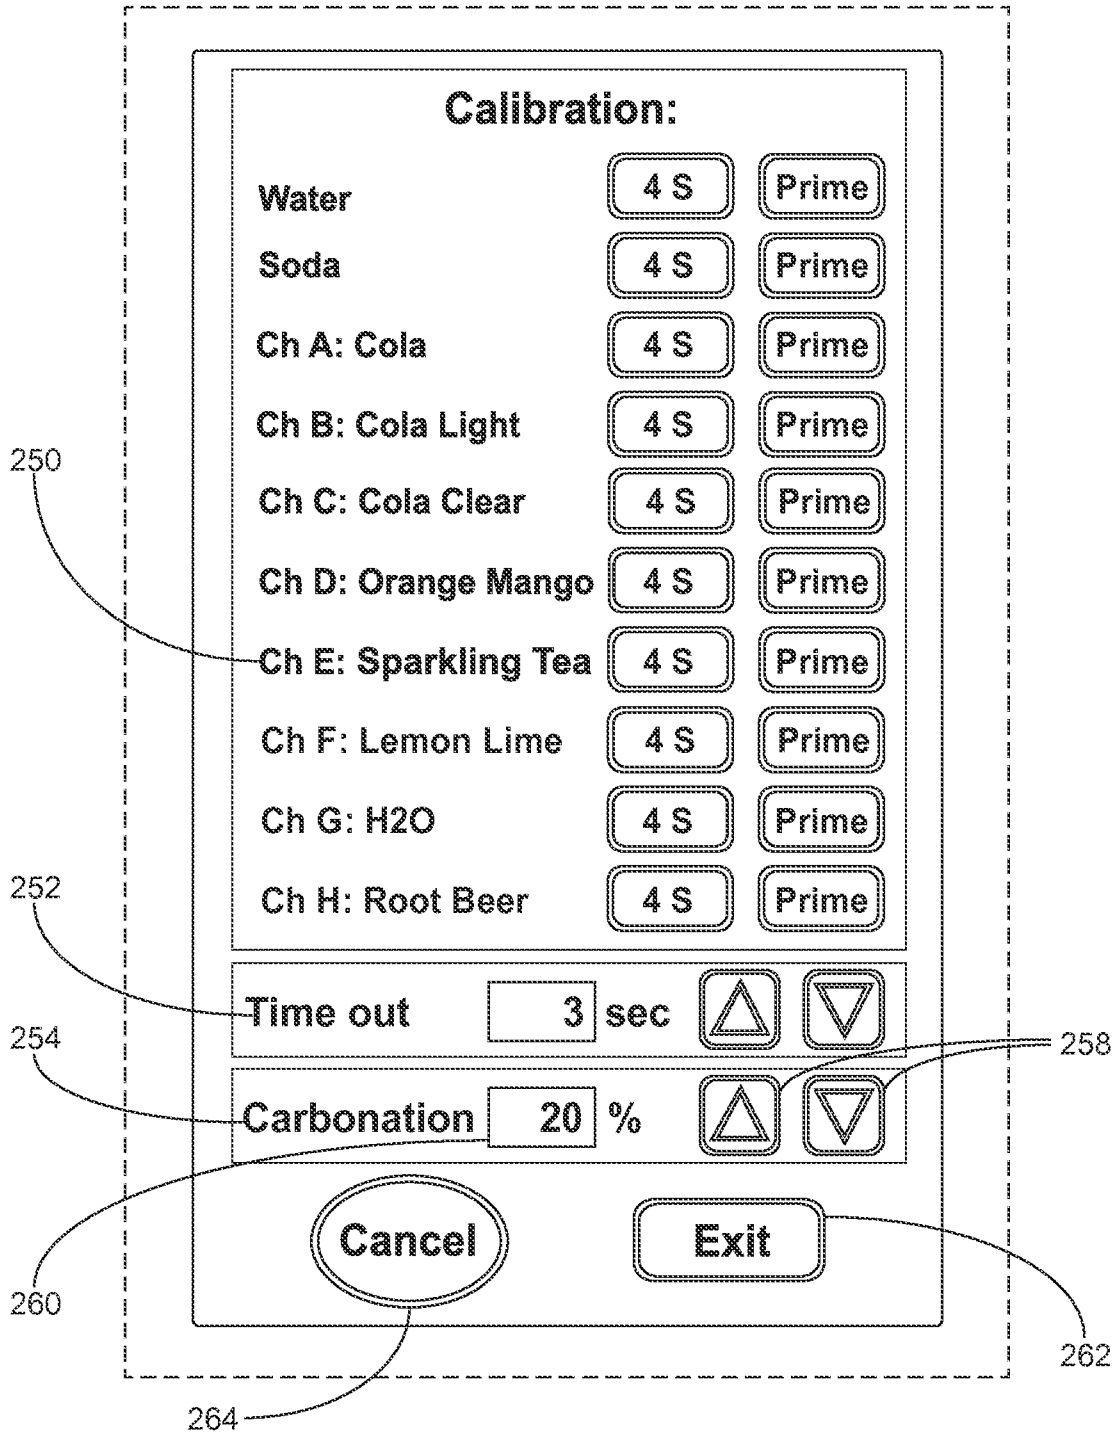 Calibration:
Water 4 S Prime
Soda 4 S Prime
Ch A: Cola 4 S Prime
Ch B: Cola Light 4 S Prime
250
Ch C: Cola Clear 4 S Prime
Ch D: Orange Mango 4 S Prime
Ch E: Sparkling Tea 4 S Prime
Ch F: Lemon Lime 4 S Prime
Ch G: H2O 4 S Prime
252
Ch H: Root Beer 4 S Prime
Time out 3 sec
254
258
Carbonation 20 %
Cancel Exit
260
262
264